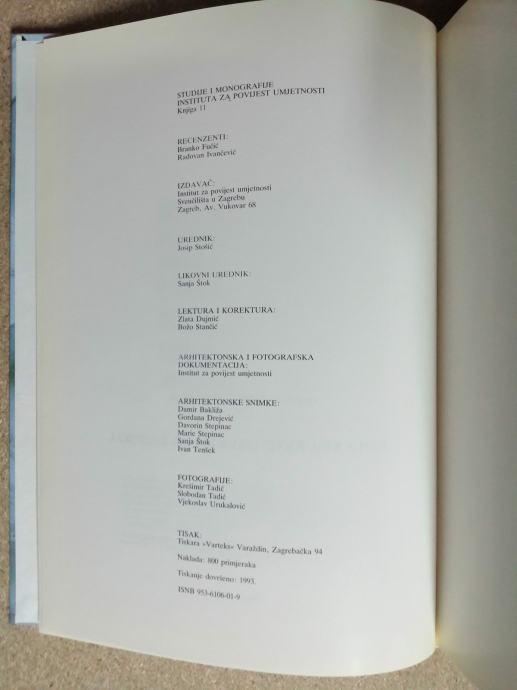 STUDIJE I MONOGRAFIJE
INSTITUTA ZA POVIJEST UMJETNOSTI
Knjiga 11
RECENZENTI:
Branko Fučić
Radovan Ivančević
IZDAVAČ:
Institut za povijest umjetnosti
Sveučilišta u Zagrebu
Zagreb, Av. Vukovar 68
UREDNIK:
Josip Stošić
LIKOVNI UREDNIK:
Sanja Štok
LEKTURA I KOREKTURA:
Zlata Dujmić
Božo Stančić
ARHITEKTONSKA I FOTOGRAFSKA
DOKUMENTACIJA:
Institut za povijest umjetnosti
ARHITEKTONSKE SNIMKE:
Damir Bakliža
Gordana Drejević
Davorin Stepinac
Marie Stepinac
Sanja Štok
Ivan Tenšek
FOTOGRAFIJE:
Krešimir Tadić
Slobodan Tadić
Vjekoslav Urukalović
TISAK:
Tiskara »Varteks« Varaždin, Zagrebačka 94
Naklada: 800 primjeraka
Tiskanje dovršeno: 1993.
ISNB 953-6106-01-9